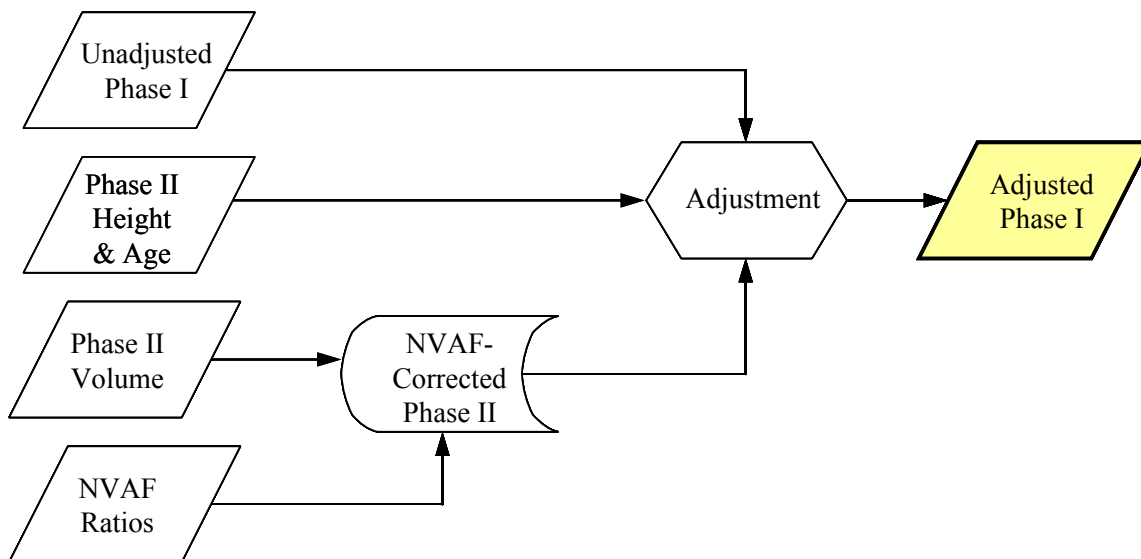 Unadjusted
Phase I
Phase II
Height
& Age
Phase II
Volume
NVAF
Ratios
NVAF-
Corrected
Phase II
Adjustment
Adjusted
Phase I